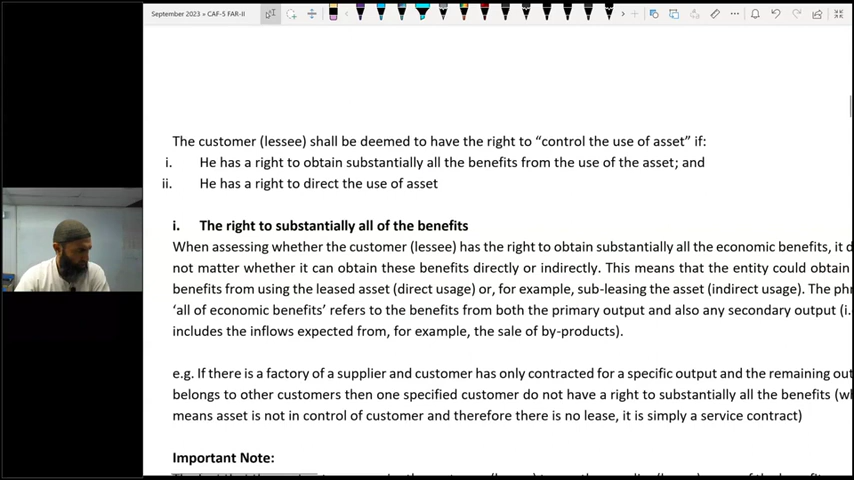 September 2023 » CAF-5 FAR-II
The customer (lessee) shall be deemed to have the right to “control the use of asset” if:
i. He has a right to obtain substantially all the benefits from the use of the asset; and
ii. He has a right to direct the use of asset
i. The right to substantially all of the benefits
When assessing whether the customer (lessee) has the right to obtain substantially all the economic benefits, it d
not matter whether it can obtain these benefits directly or indirectly. This means that the entity could obtain
benefits from using the leased asset (direct usage) or, for example, sub-leasing the asset (indirect usage). The phr
‘all of economic benefits’ refers to the benefits from both the primary output and also any secondary output (i.
includes the inflows expected from, for example, the sale of by-products).
e.g. If there is a factory of a supplier and customer has only contracted for a specific output and the remaining out
belongs to other customers then one specified customer do not have a right to substantially all the benefits (wh
means asset is not in control of customer and therefore there is no lease, it is simply a service contract)
Important Note: